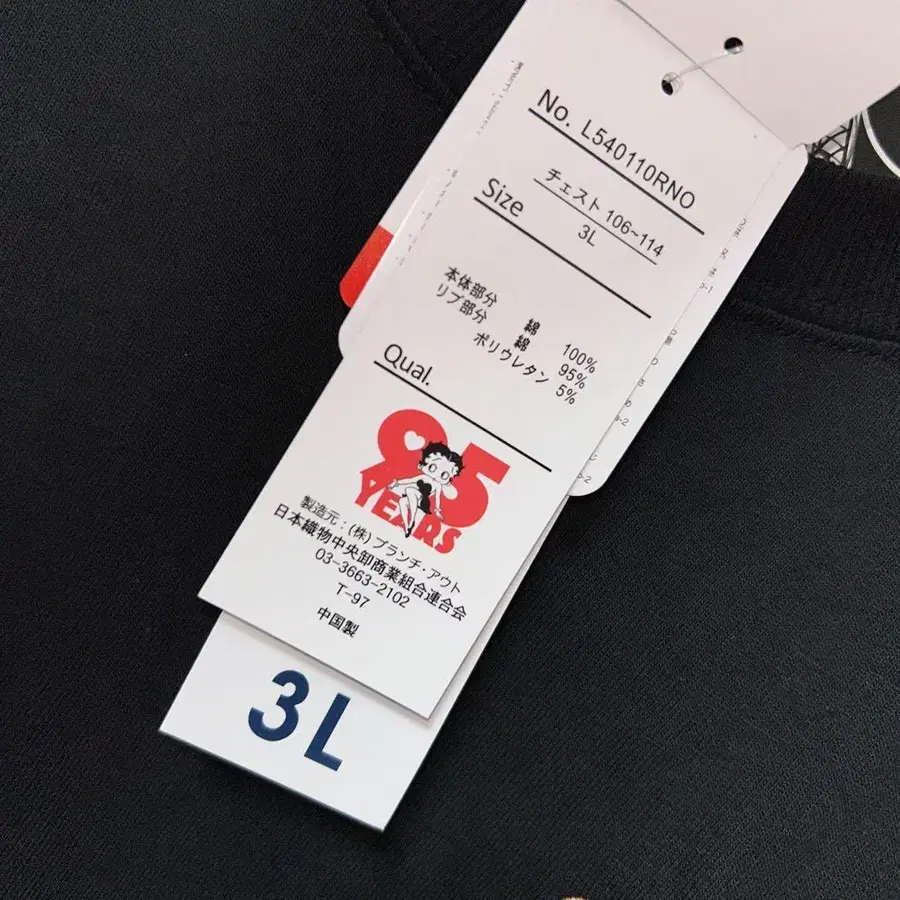 No. L540110RNO
チェスト 106~114
Size
3L
本体部分 綿 100%
リブ部分 綿 95%
ポリウレタン 5%
Qual.
85
YEARS
製造元:(株)ブランチ・アウト
日本織物中央卸商業組合連合会
03-3663-2102
T-97
中国製
3L